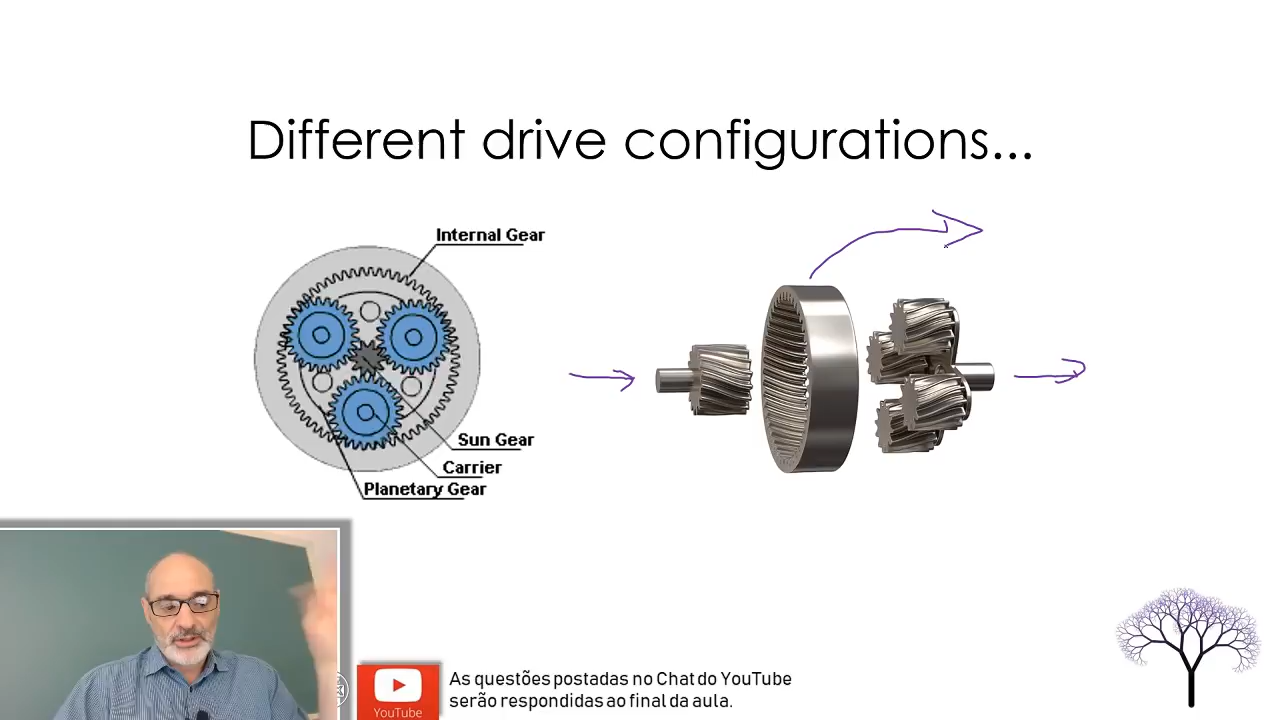 Different drive configurations...
Internal Gear
Sun Gear
Carrier
Planetary Gear
YouTube
As questões postadas no Chat do YouTube
serão respondidas ao final da aula.